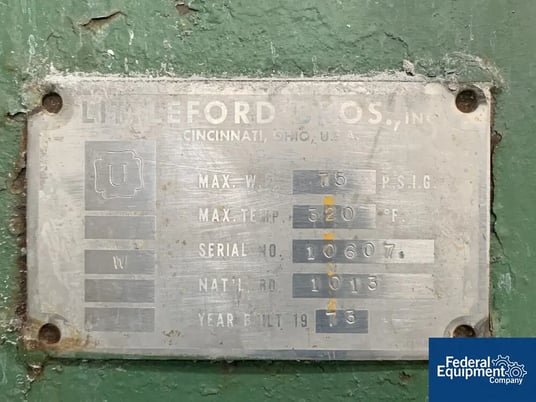 LITTLEFORD BROS., INC
CINCINNATI, OHIO, U.S.A.
U
MAX. W.P. 75 P.S.I.G.
MAX. TEMP. 320 °F.
SERIAL NO. 10607.
W
NAT'L. BD. 1013
YEAR BUILT 19 73
Federal
Equipment
Company